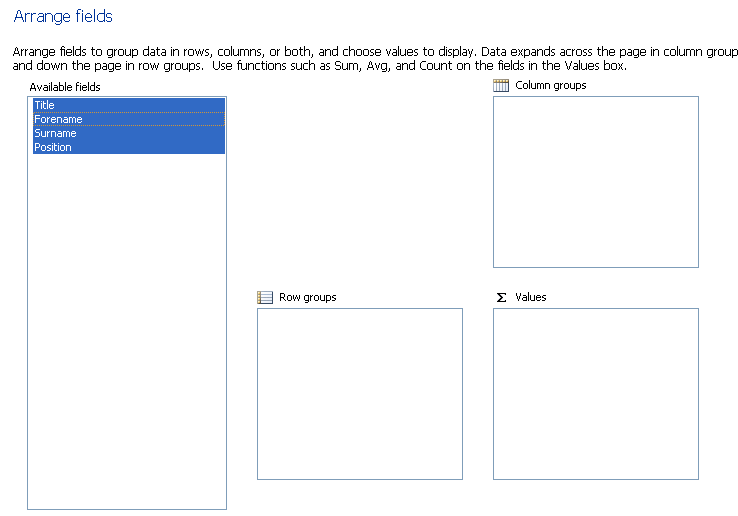 Arrange fields
Arrange fields to group data in rows, columns, or both, and choose values to display. Data expands across the page in column group
and down the page in row groups. Use functions such as Sum, Avg, and Count on the fields in the Values box.
Available fields
Column groups
Title
Forename
Surname
Position
Row groups
Σ Values